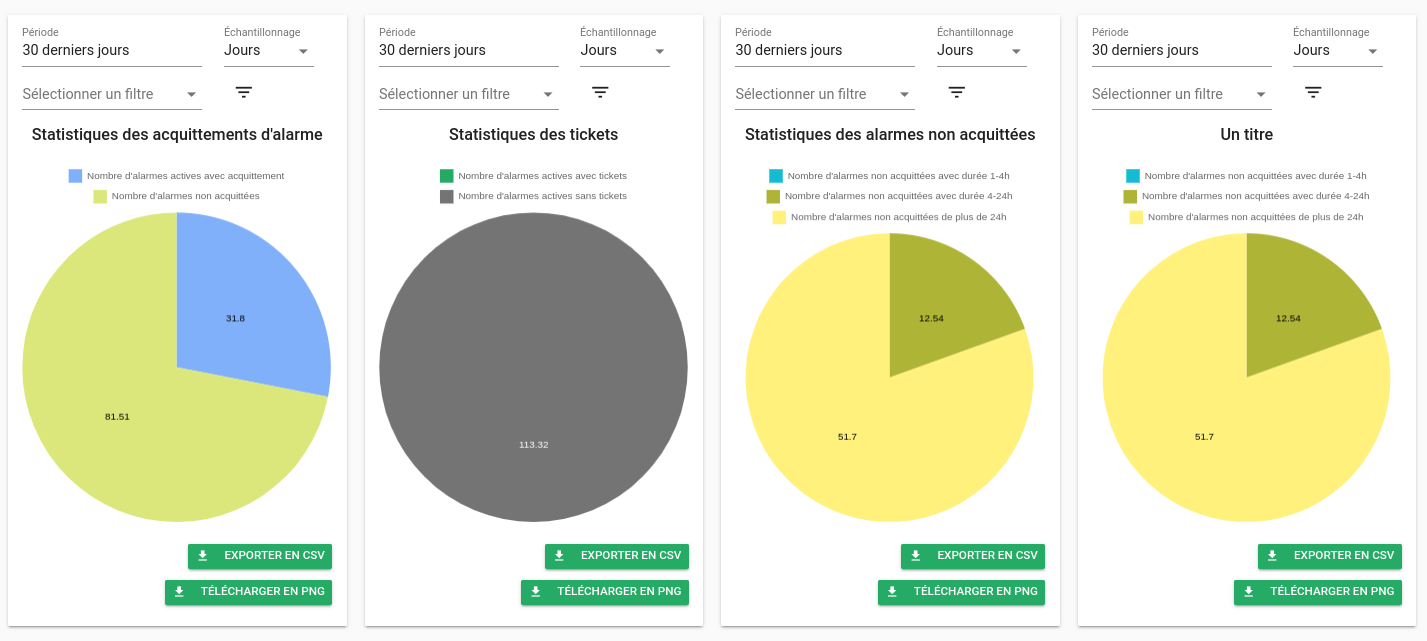 Période
30 derniers jours
Échantillonnage
Jours
Sélectionner un filtre
Statistiques des acquittements d'alarme
Nombre d'alarmes actives avec acquittement
Nombre d'alarmes non acquittées
31.8
81.51
EXPORTER EN CSV
TÉLÉCHARGER EN PNG
Période
30 derniers jours
Échantillonnage
Jours
Sélectionner un filtre
Statistiques des tickets
Nombre d'alarmes actives avec tickets
Nombre d'alarmes actives sans tickets
113.32
EXPORTER EN CSV
TÉLÉCHARGER EN PNG
Période
30 derniers jours
Échantillonnage
Jours
Sélectionner un filtre
Statistiques des alarmes non acquittées
Nombre d'alarmes non acquittées avec durée 1-4h
Nombre d'alarmes non acquittées avec durée 4-24h
Nombre d'alarmes non acquittées de plus de 24h
12.54
51.7
EXPORTER EN CSV
TÉLÉCHARGER EN PNG
Période
30 derniers jours
Échantillonnage
Jours
Sélectionner un filtre
Un titre
Nombre d'alarmes non acquittées avec durée 1-4h
Nombre d'alarmes non acquittées avec durée 4-24h
Nombre d'alarmes non acquittées de plus de 24h
12.54
51.7
EXPORTER EN CSV
TÉLÉCHARGER EN PNG